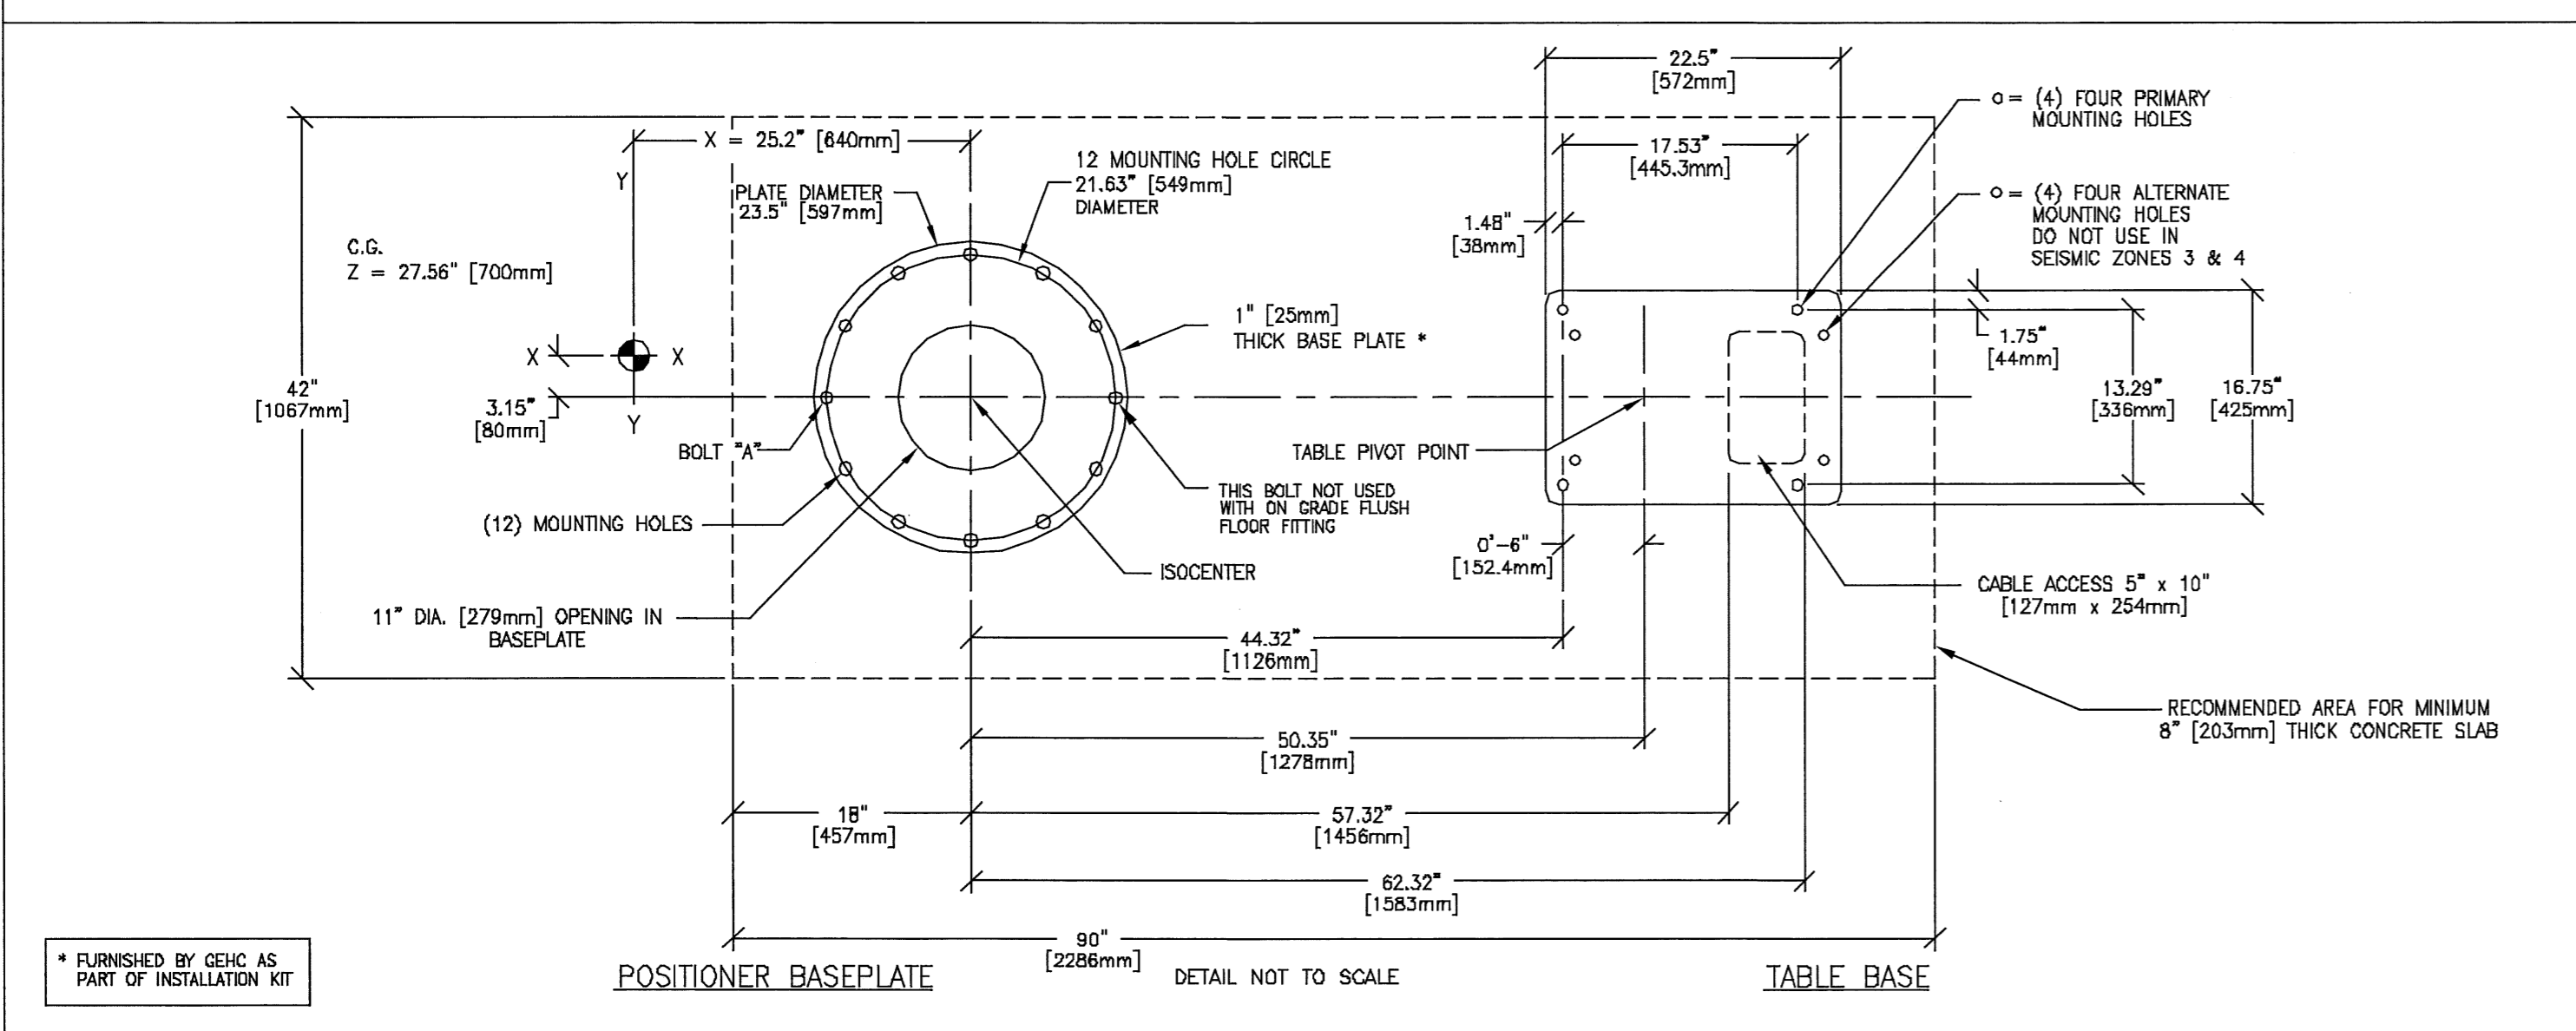 22.5"
[572mm]
o = (4) FOUR PRIMARY
MOUNTING HOLES
X = 25.2" [640mm]
17.53"
[445.3mm]
12 MOUNTING HOLE CIRCLE
21.63" [549mm]
DIAMETER
Y
PLATE DIAMETER
23.5" [597mm]
o = (4) FOUR ALTERNATE
MOUNTING HOLES
DO NOT USE IN
SEISMIC ZONES 3 & 4
1.48"
[38mm]
C.G.
Z = 27.56" [700mm]
1" [25mm]
THICK BASE PLATE *
1.75"
[44mm]
X
X
42"
[1067mm]
3.15"
[80mm]
Y
13.29"
[336mm]
16.75"
[425mm]
BOLT "A"
TABLE PIVOT POINT
THIS BOLT NOT USED
WITH ON GRADE FLUSH
FLOOR FITTING
(12) MOUNTING HOLES
0'-6"
[152.4mm]
ISOCENTER
CABLE ACCESS 5" x 10"
[127mm x 254mm]
11" DIA. [279mm] OPENING IN
BASEPLATE
44.32"
[1126mm]
RECOMMENDED AREA FOR MINIMUM
8" [203mm] THICK CONCRETE SLAB
50.35"
[1278mm]
18"
[457mm]
57.32"
[1456mm]
62.32"
[1583mm]
90"
[2286mm]
* FURNISHED BY GEHC AS
PART OF INSTALLATION KIT
POSITIONER BASEPLATE
DETAIL NOT TO SCALE
TABLE BASE